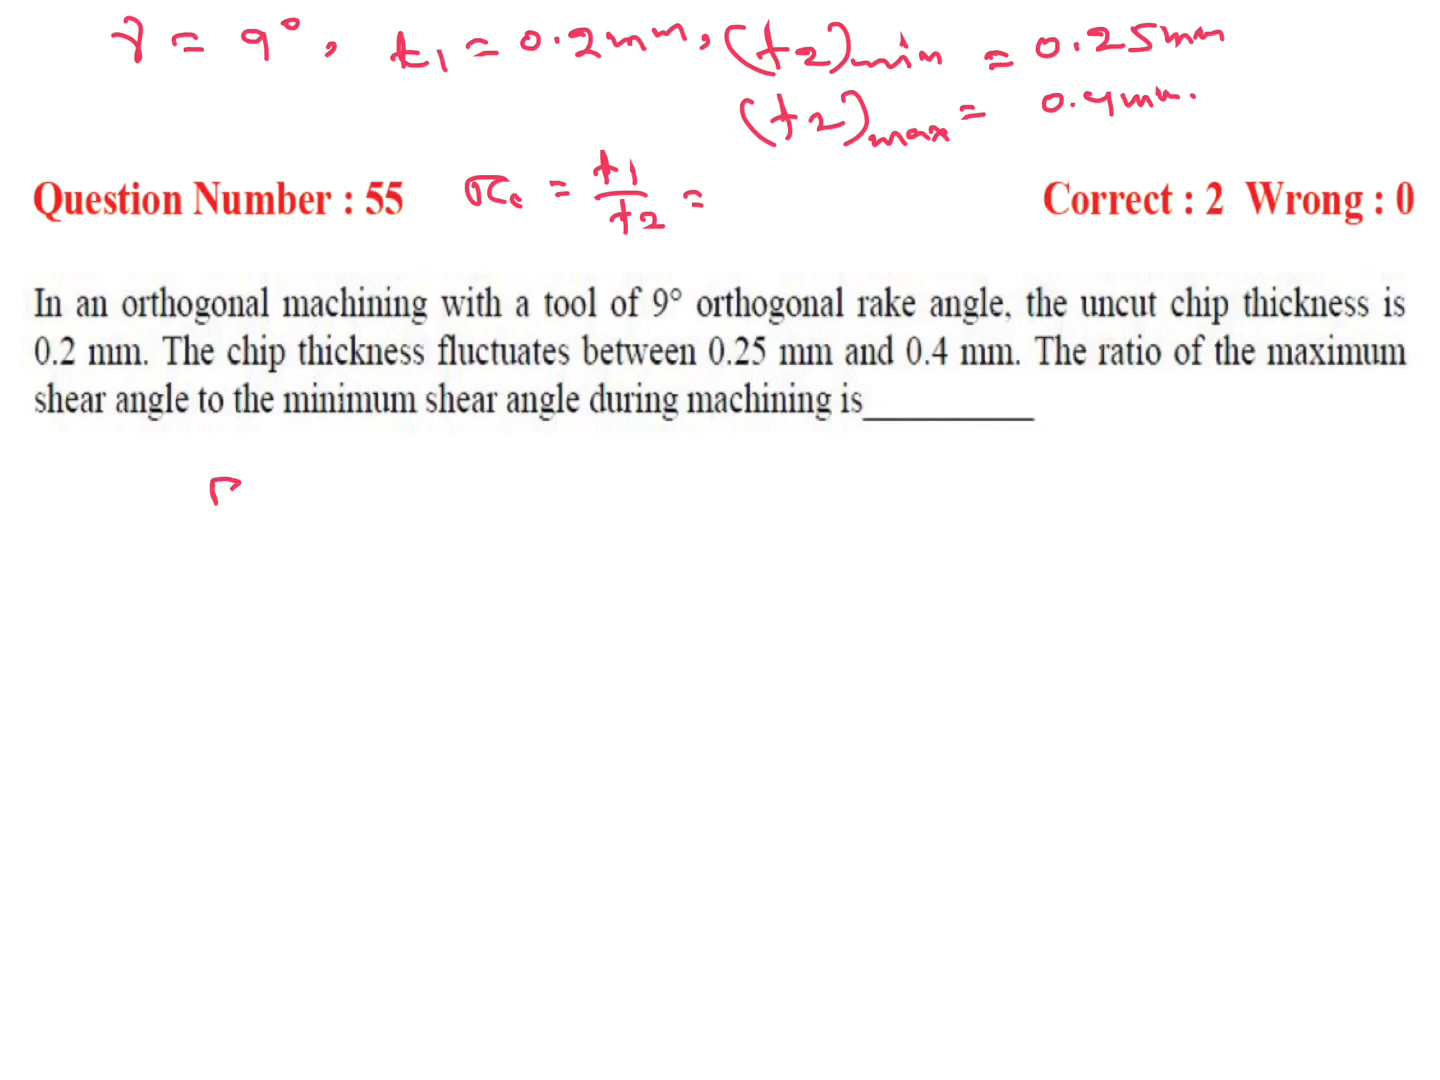 γ = 9°, t1 = 0.2mm, (t2)min = 0.25mm
(t2)max = 0.4mm.
Question Number : 55 rc = t1/t2 = Correct : 2 Wrong : 0
In an orthogonal machining with a tool of 9° orthogonal rake angle, the uncut chip thickness is
0.2 mm. The chip thickness fluctuates between 0.25 mm and 0.4 mm. The ratio of the maximum
shear angle to the minimum shear angle during machining is__________